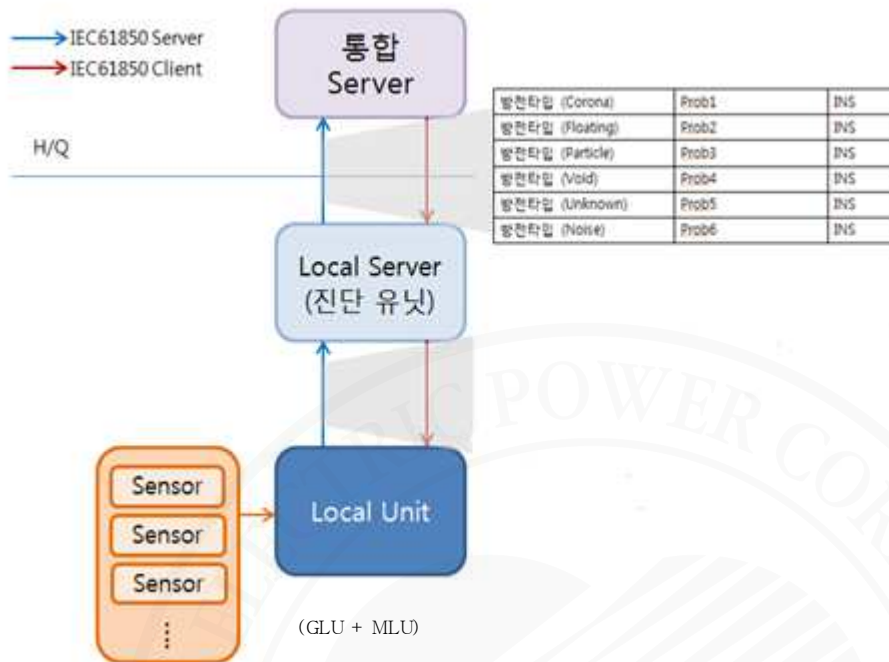 IEC61850 Server
IEC61850 Client
통합
Server
H/Q
방전타입 (Corona) Prob1 INS
방전타입 (Floating) Prob2 INS
방전타입 (Particle) Prob3 INS
방전타입 (Void) Prob4 INS
방전타입 (Unknown) Prob5 INS
방전타입 (Noise) Prob6 INS
Local Server
(진단 유닛)
Sensor
Sensor
Sensor
Local Unit
(GLU + MLU)
POWER